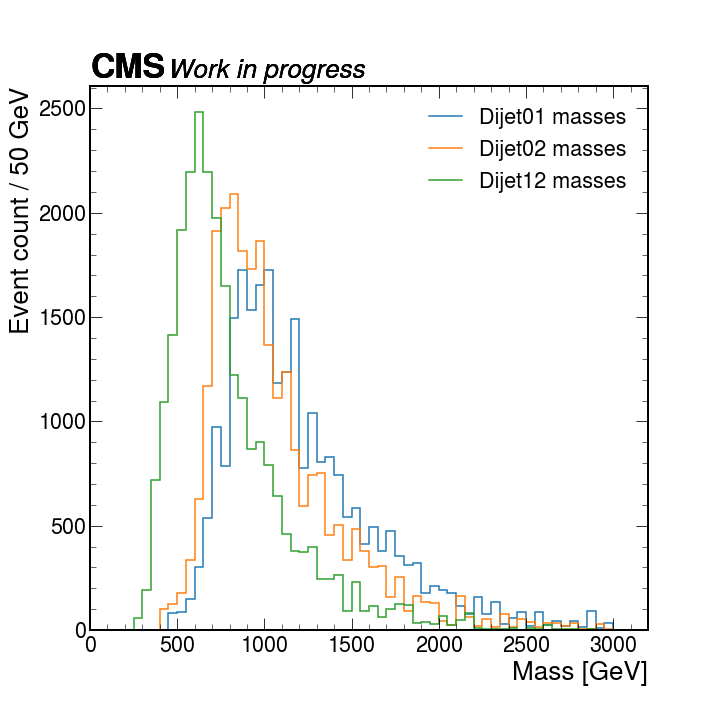 CMS Work in progress
Event count / 50 GeV
2500
2000
1500
1000
500
0
Dijet01 masses
Dijet02 masses
Dijet12 masses
0 500 1000 1500 2000 2500 3000
Mass [GeV]